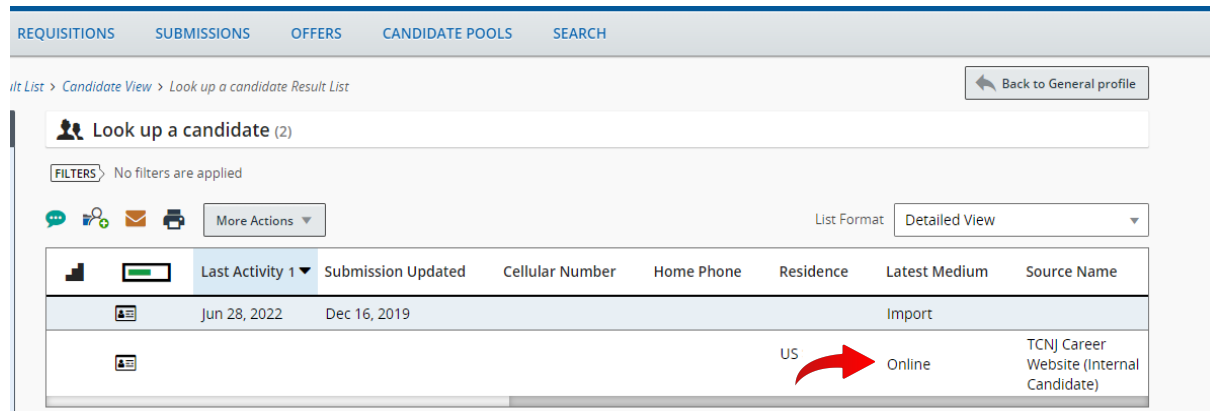 REQUISITIONS SUBMISSIONS OFFERS CANDIDATE POOLS SEARCH
List > Candidate View > Look up a candidate Result List
Back to General profile
Look up a candidate (2)
FILTERS No filters are applied
More Actions
List Format Detailed View
Last Activity 1 Submission Updated Cellular Number Home Phone Residence Latest Medium Source Name
Jun 28, 2022 Dec 16, 2019 Import
US Online TCNJ Career
Website (Internal
Candidate)